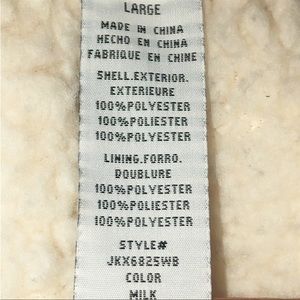 LARGE
MADE IN CHINA
HECHO EN CHINA
FABRIQUE EN CHINE
SHELL.EXTERIOR.
EXTERIEURE
100%POLYESTER
100%POLIESTER
100%POLYESTER
LINING.FORRO.
DOUBLURE
100%POLYESTER
100%POLIESTER
100%POLYESTER
STYLE#
JKX6825WB
COLOR
MILK